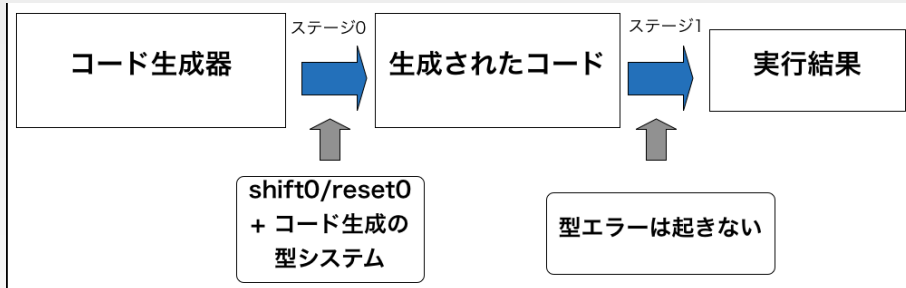 コード生成器
ステージ0
生成されたコード
ステージ1
実行結果
shift0/reset0
+ コード生成の
型システム
型エラーは起きない